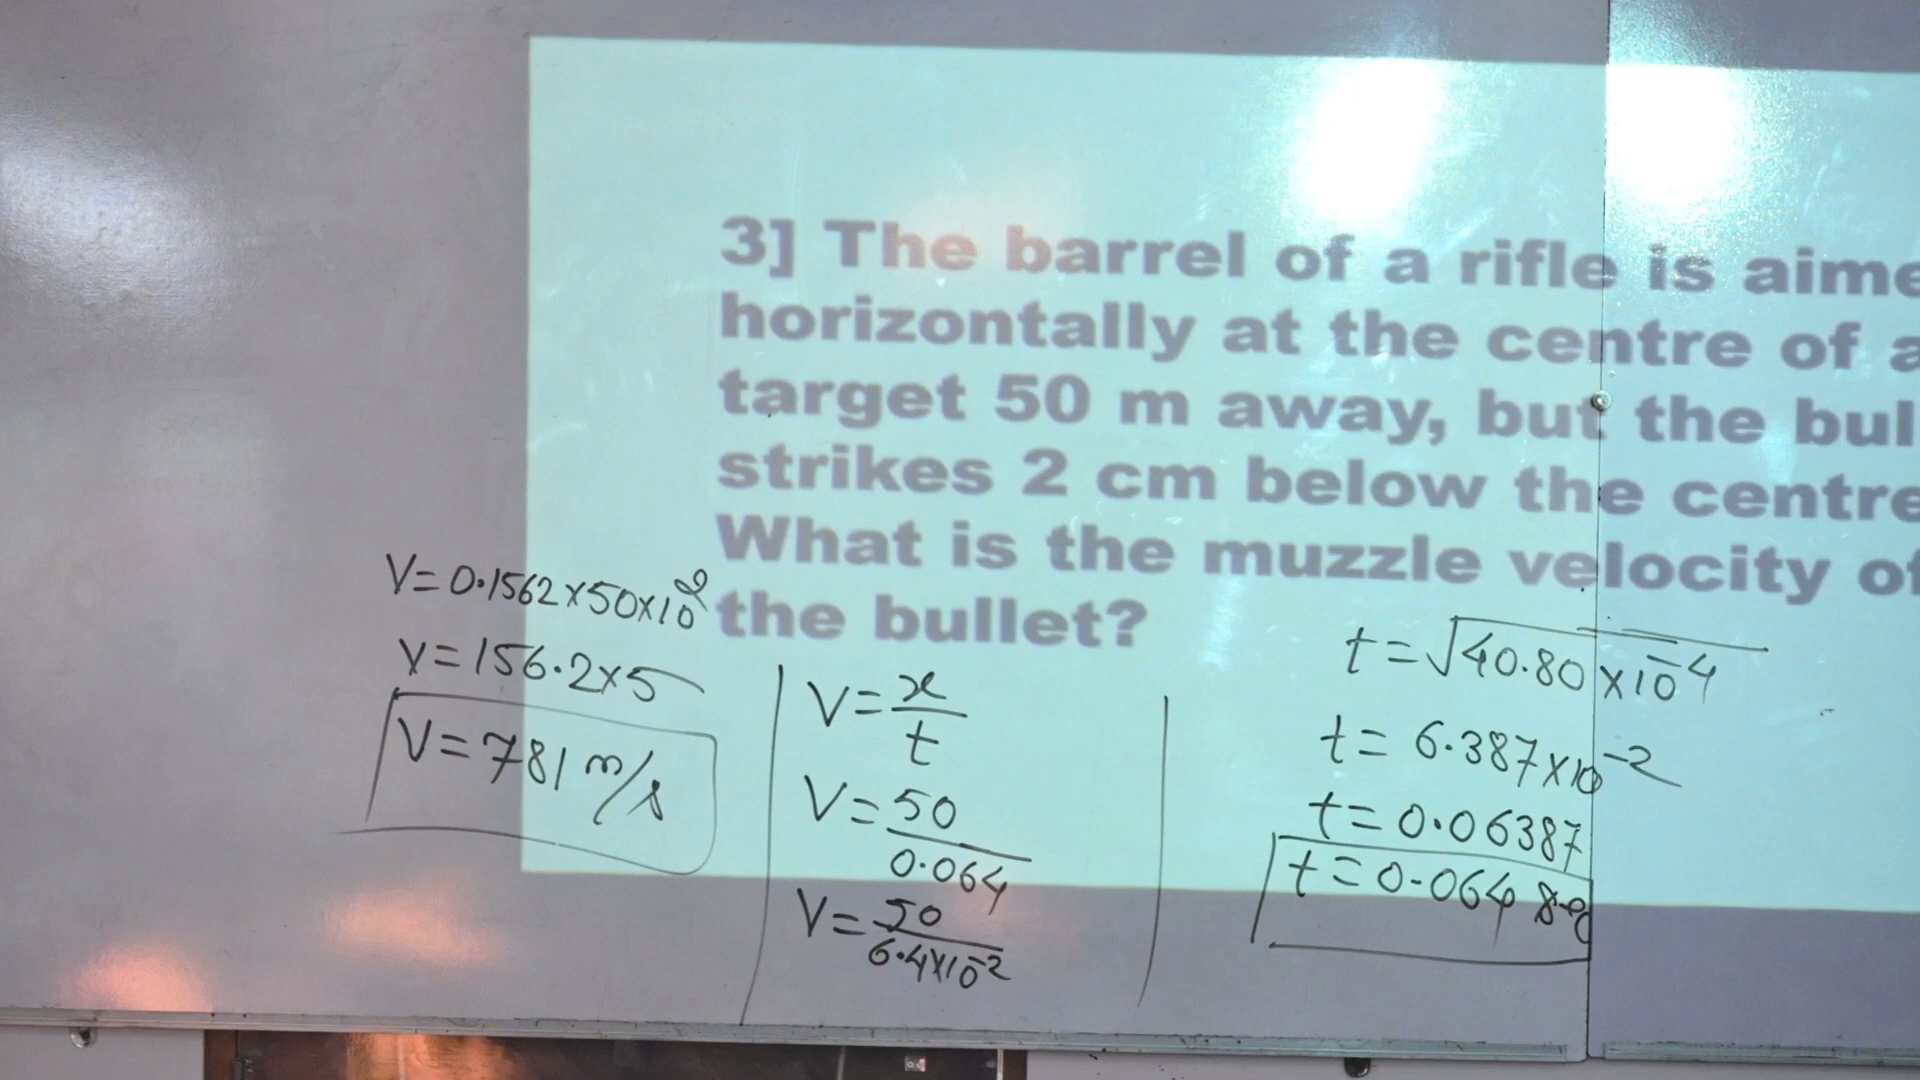 3] The barrel of a rifle is aime
horizontally at the centre of a
target 50 m away, but the bul
strikes 2 cm below the centre
What is the muzzle velocity of
the bullet?
t = √40.80 × 10⁻⁴
t = 6.387 × 10⁻²
t = 0.06387
t = 0.064
V = x/t
V = 50/0.064
V = 50/6.4×10⁻²
V = 0.1562 × 50 × 10²
V = 156.2 × 5
V = 781 m/s